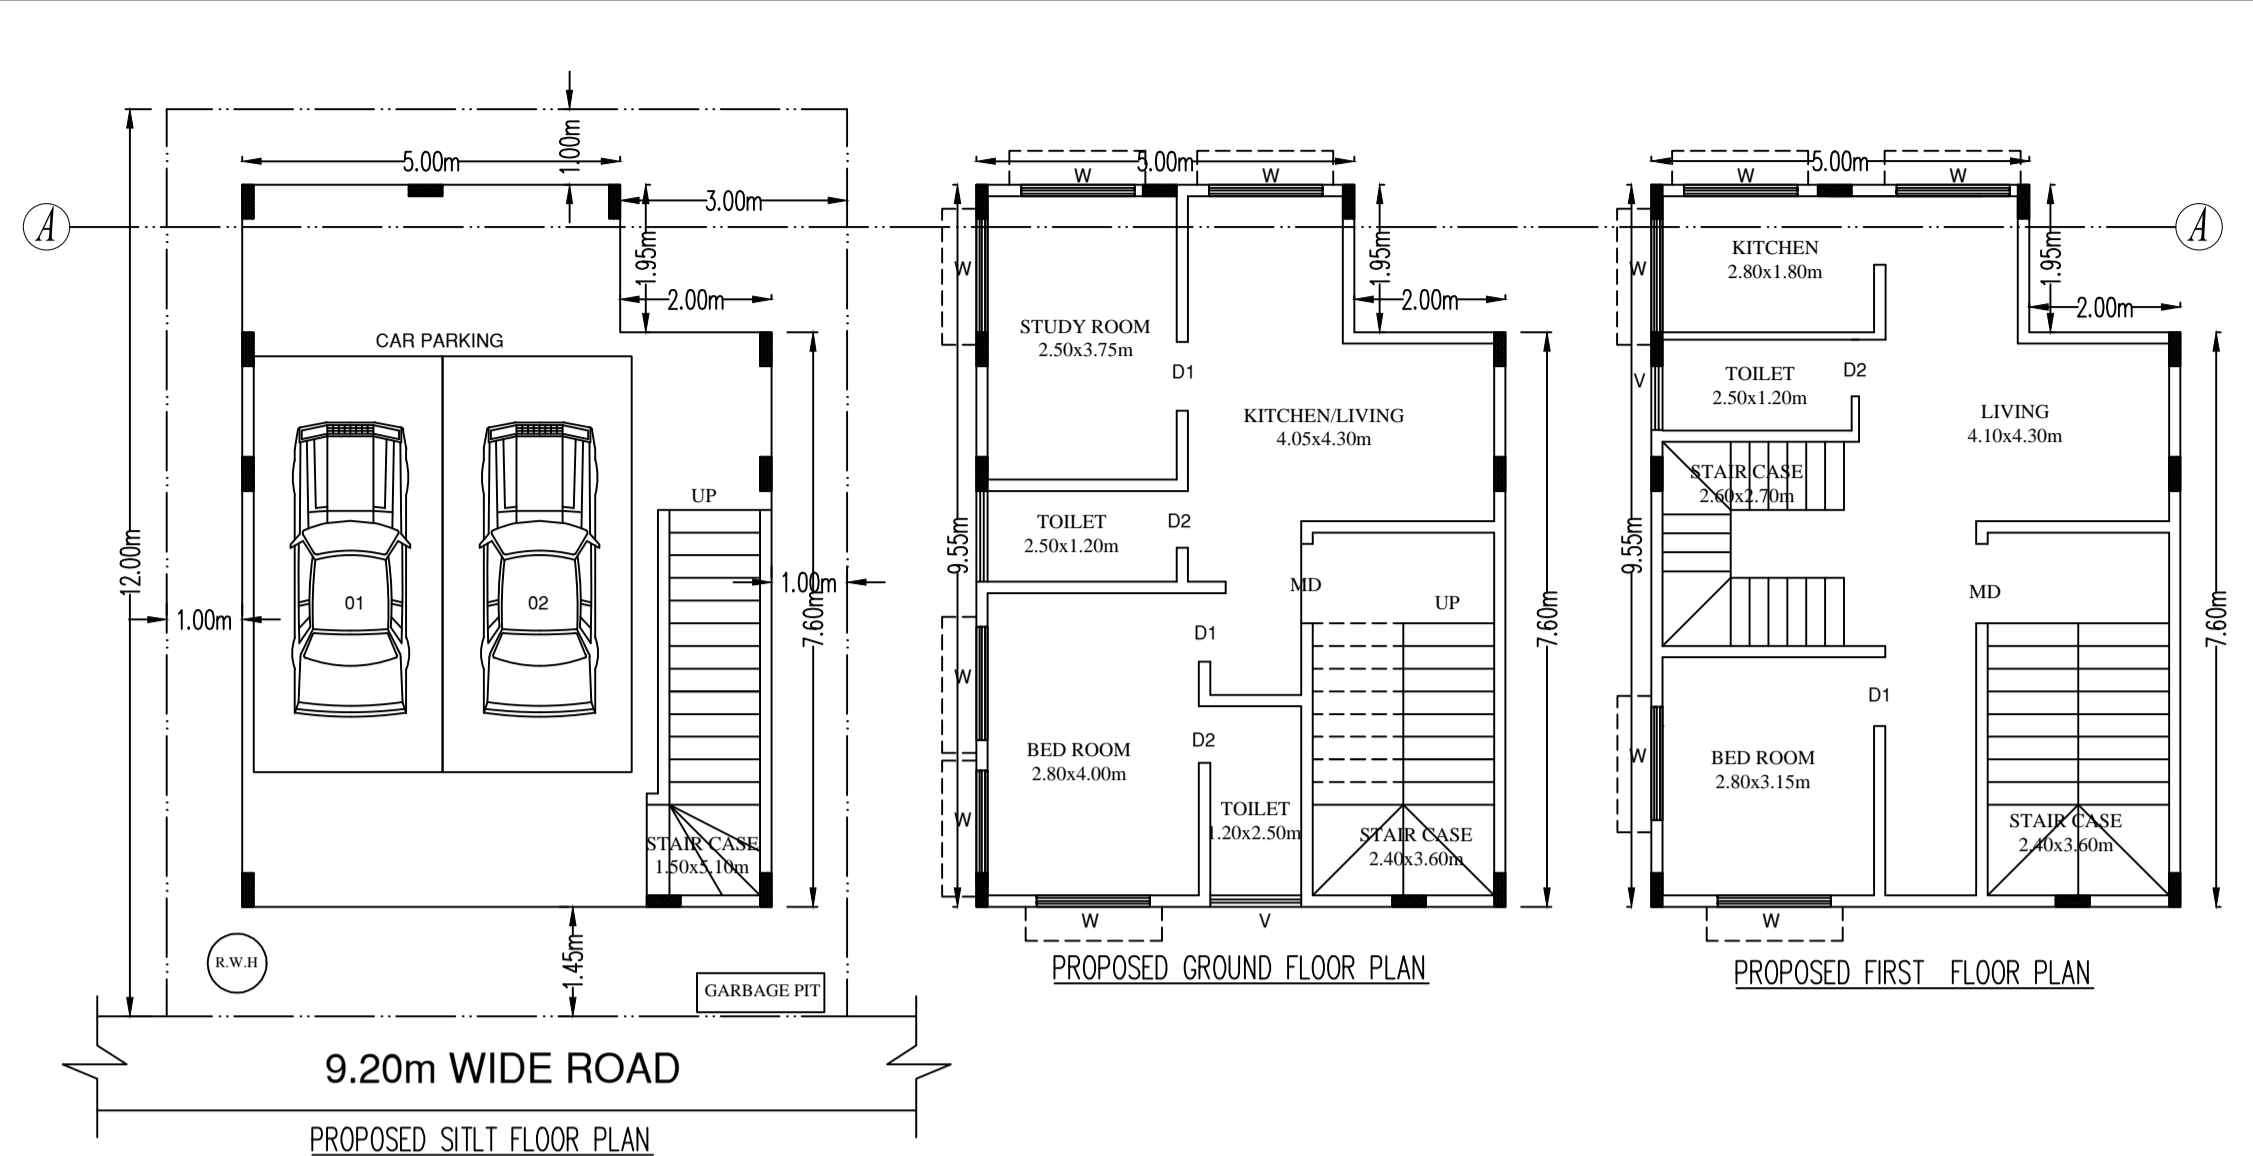 1.00m
5.00m
3.00m
A
1.95m
2.00m
CAR PARKING
UP
12.00m
1.00m
01
02
1.00m
7.60m
STAIR CASE
1.50x5.10m
R.W.H
1.45m
GARBAGE PIT
9.20m WIDE ROAD
PROPOSED SITLT FLOOR PLAN
5.00m
W
W
W
1.95m
2.00m
STUDY ROOM
2.50x3.75m
D1
KITCHEN/LIVING
4.05x4.30m
9.55m
TOILET
2.50x1.20m
D2
MD
UP
7.60m
D1
W
BED ROOM
2.80x4.00m
D2
W
TOILET
1.20x2.50m
STAIR CASE
2.40x3.60m
W
V
PROPOSED GROUND FLOOR PLAN
5.00m
W
W
A
KITCHEN
2.80x1.80m
W
1.95m
2.00m
V
TOILET
2.50x1.20m
D2
LIVING
4.10x4.30m
STAIR CASE
2.60x2.70m
9.55m
MD
7.60m
D1
W
BED ROOM
2.80x3.15m
STAIR CASE
2.40x3.60m
W
PROPOSED FIRST FLOOR PLAN